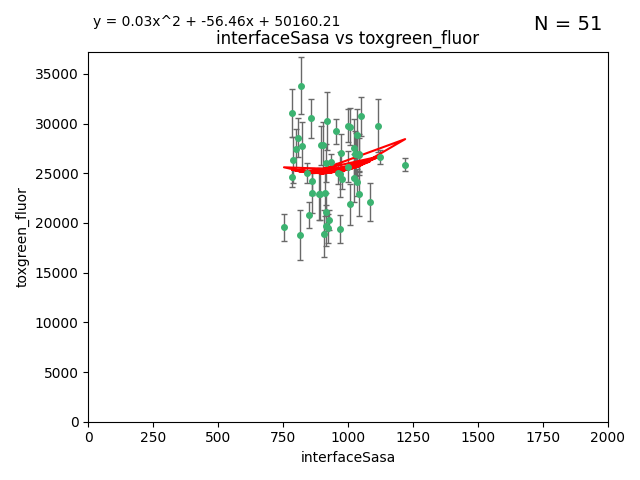 y = 0.03x^2 + -56.46x + 50160.21
N = 51
interfaceSasa vs toxgreen_fluor
35000
30000
25000
20000
15000
10000
5000
0
toxgreen_fluor
0 250 500 750 1000 1250 1500 1750 2000
interfaceSasa